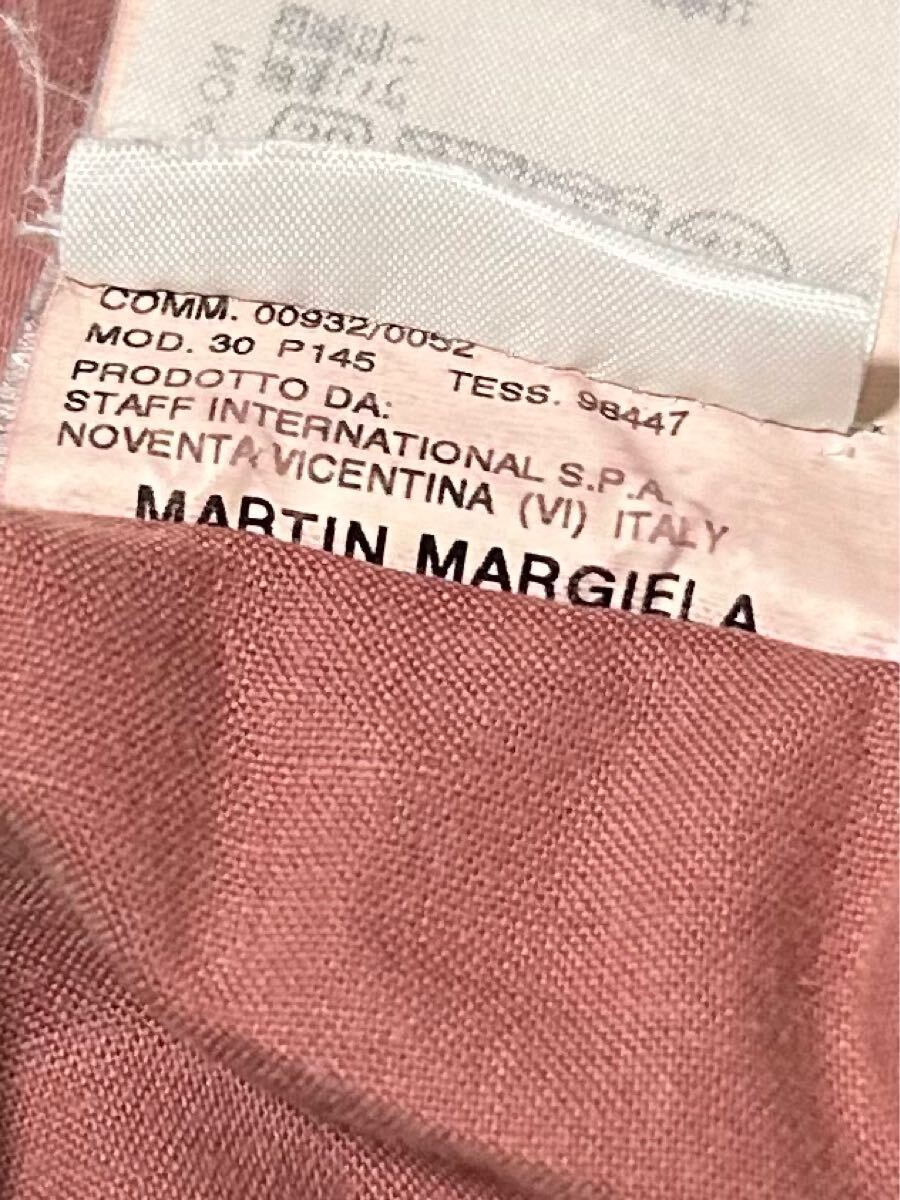 COMM. 00932/0052
MOD. 30 P145 TESS. 98447
PRODOTTO DA:
STAFF INTERNATIONAL S.P.A.
NOVENTA VICENTINA (VI) ITALY
MARTIN MARGIELA